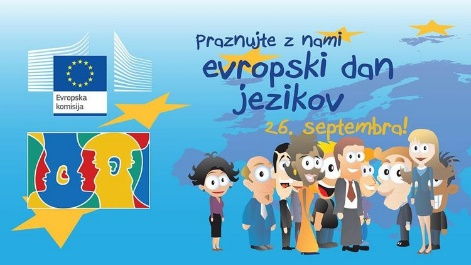 Praznujte z nami
evropski dan
jezikov
26. septembra!
Evropska
komisija